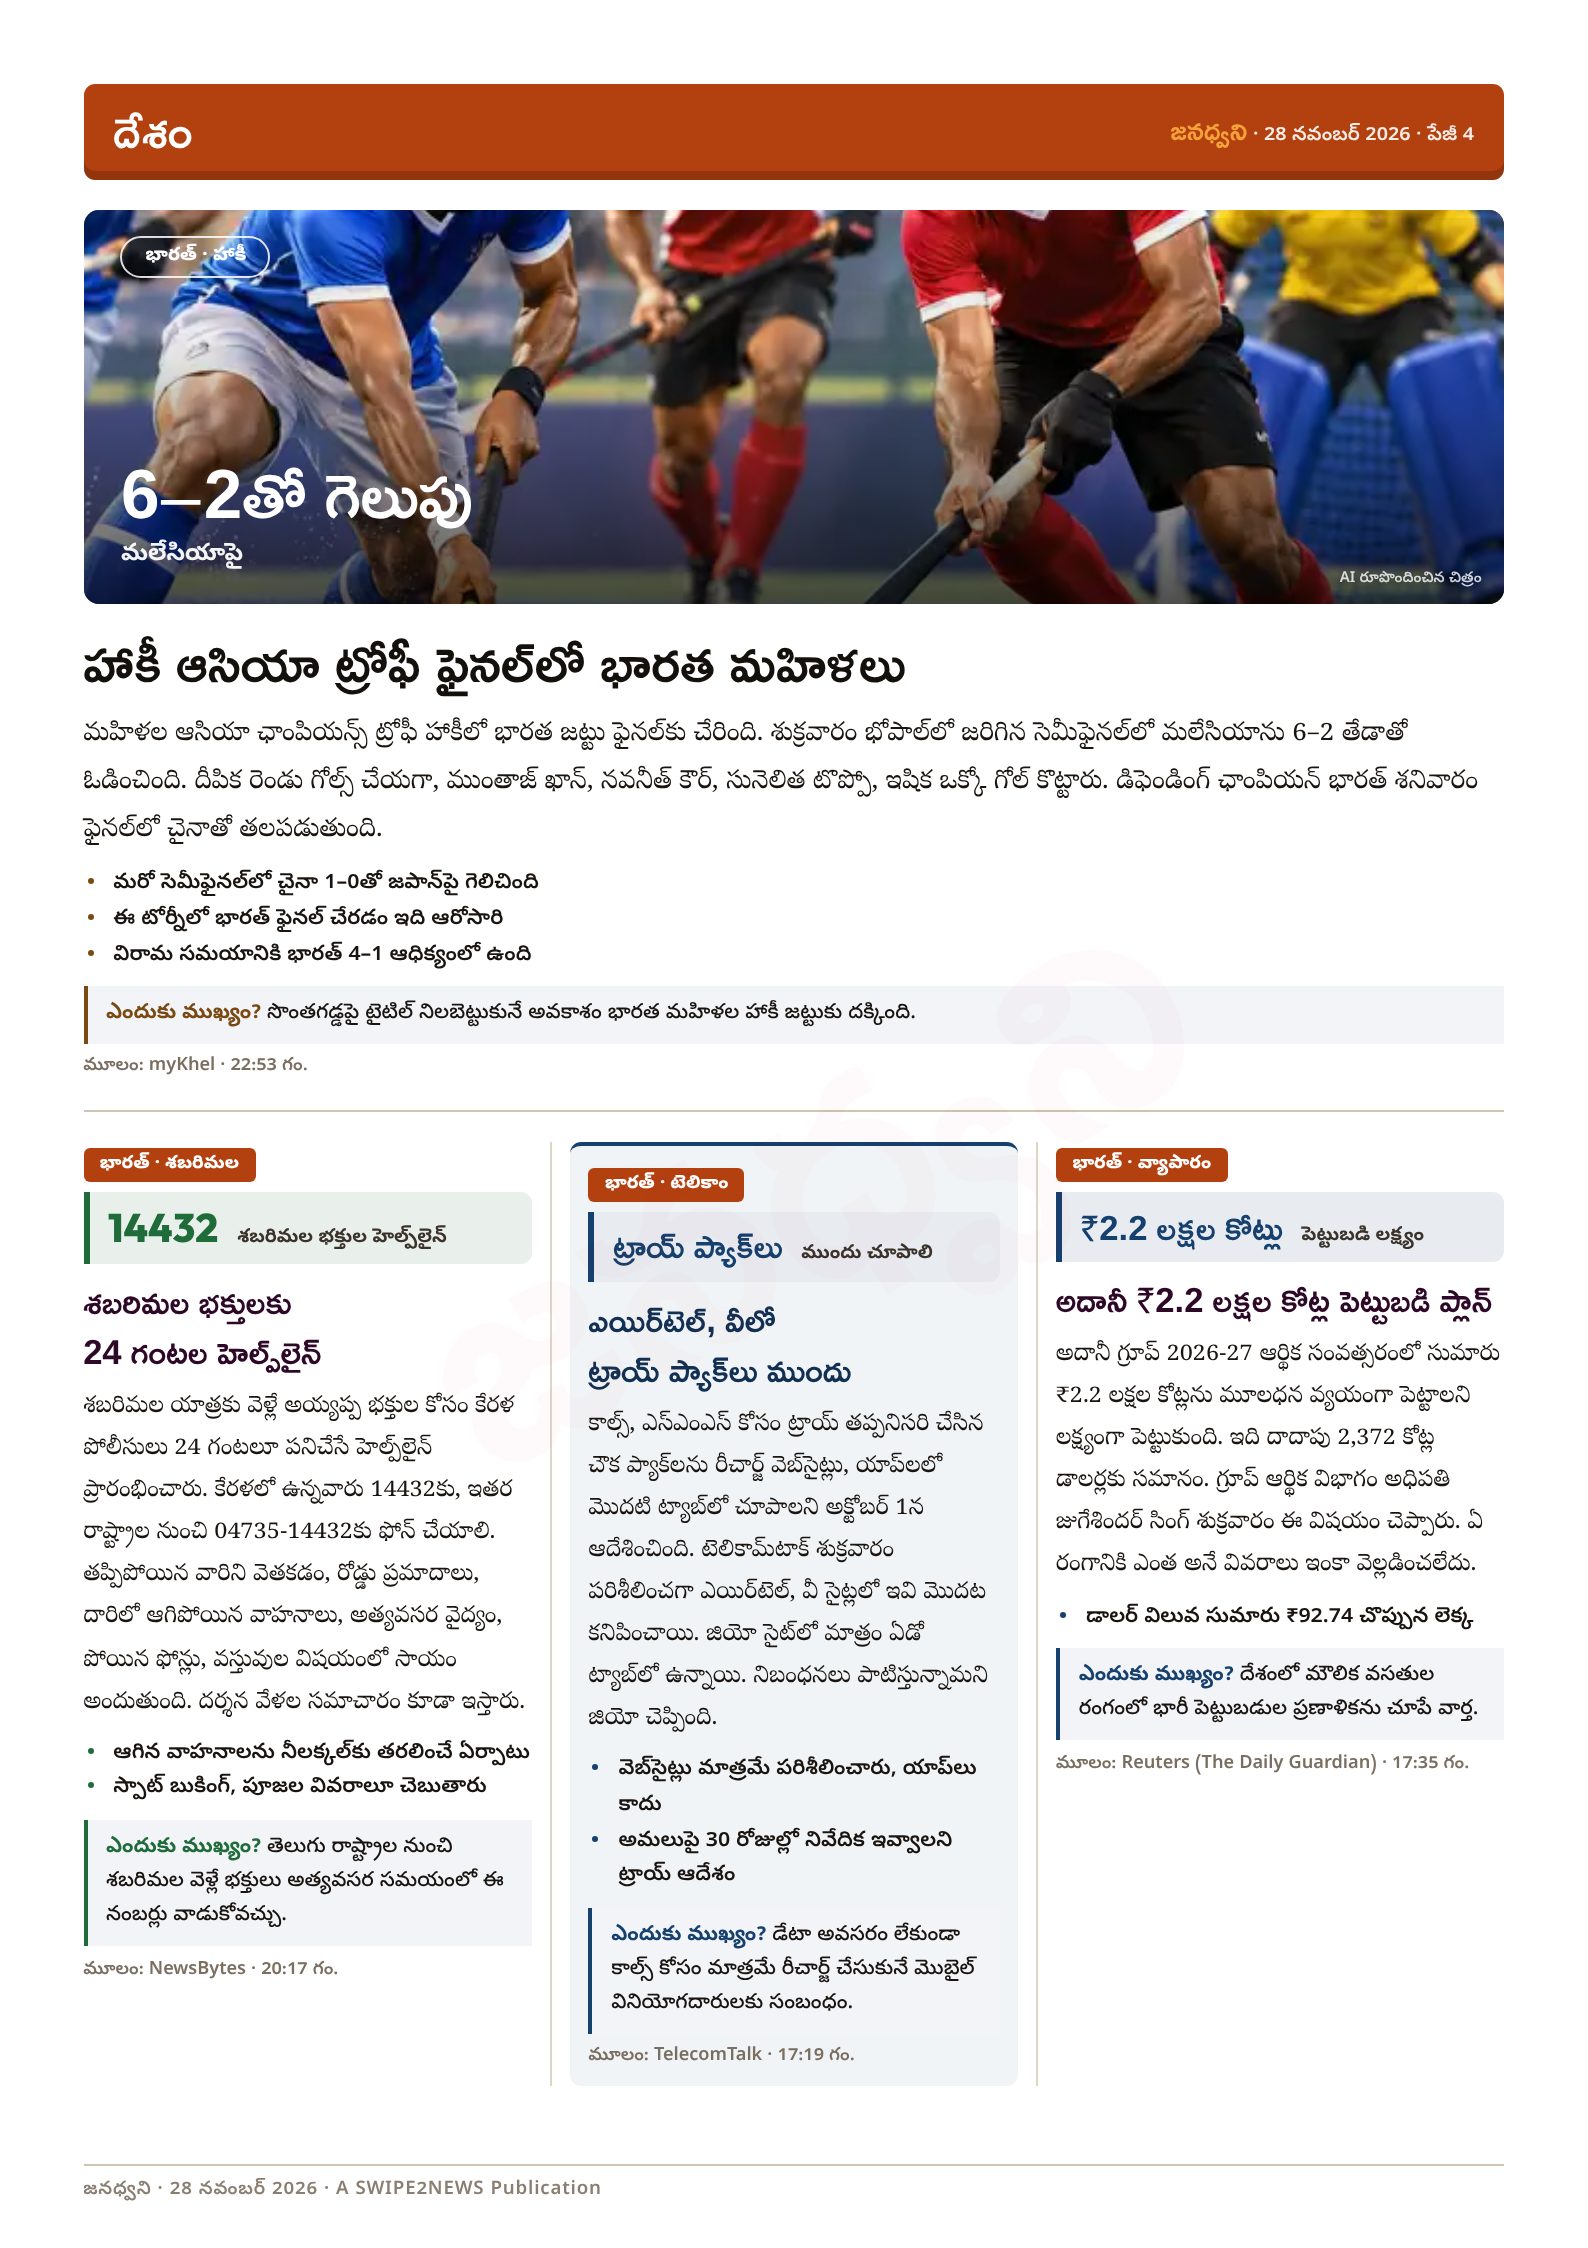 దేశం
జనధ్వని · 28 నవంబర్ 2026 · పేజీ 4
భారత్ · హాకీ
6–2తో గెలుపు
మలేసియాపై
AI రూపొందించిన చిత్రం
హాకీ ఆసియా ట్రోఫీ ఫైనల్‌లో భారత మహిళలు
మహిళల ఆసియా ఛాంపియన్స్ ట్రోఫీ హాకీలో భారత జట్టు ఫైనల్‌కు చేరింది. శుక్రవారం భోపాల్‌లో జరిగిన సెమీఫైనల్‌లో మలేసియాను 6–2 తేడాతో
ఓడించింది. దీపిక రెండు గోల్స్ చేయగా, ముంతాజ్ ఖాన్, నవనీత్ కౌర్, సునెలిత టొప్పో, ఇషిక ఒక్కో గోల్ కొట్టారు. డిఫెండింగ్ ఛాంపియన్ భారత్ శనివారం
ఫైనల్‌లో చైనాతో తలపడుతుంది.
• మరో సెమీఫైనల్‌లో చైనా 1–0తో జపాన్‌పై గెలిచింది
• ఈ టోర్నీలో భారత్ ఫైనల్ చేరడం ఇది ఆరోసారి
• విరామ సమయానికి భారత్ 4–1 ఆధిక్యంలో ఉంది
ఎందుకు ముఖ్యం? సొంతగడ్డపై టైటిల్ నిలబెట్టుకునే అవకాశం భారత మహిళల హాకీ జట్టుకు దక్కింది.
మూలం: myKhel · 22:53 గం.
భారత్ · శబరిమల
14432 శబరిమల భక్తుల హెల్ప్‌లైన్
శబరిమల భక్తులకు
24 గంటల హెల్ప్‌లైన్
శబరిమల యాత్రకు వెళ్లే అయ్యప్ప భక్తుల కోసం కేరళ
పోలీసులు 24 గంటలూ పనిచేసే హెల్ప్‌లైన్
ప్రారంభించారు. కేరళలో ఉన్నవారు 14432కు, ఇతర
రాష్ట్రాల నుంచి 04735-14432కు ఫోన్ చేయాలి.
తప్పిపోయిన వారిని వెతకడం, రోడ్డు ప్రమాదాలు,
దారిలో ఆగిపోయిన వాహనాలు, అత్యవసర వైద్యం,
పోయిన ఫోన్లు, వస్తువుల విషయంలో సాయం
అందుతుంది. దర్శన వేళల సమాచారం కూడా ఇస్తారు.
• ఆగిన వాహనాలను నీలక్కల్‌కు తరలించే ఏర్పాటు
• స్పాట్ బుకింగ్, పూజల వివరాలూ చెబుతారు
ఎందుకు ముఖ్యం? తెలుగు రాష్ట్రాల నుంచి
శబరిమల వెళ్లే భక్తులు అత్యవసర సమయంలో ఈ
నంబర్లు వాడుకోవచ్చు.
మూలం: NewsBytes · 20:17 గం.
భారత్ · టెలికాం
ట్రాయ్ ప్యాక్‌లు ముందు చూపాలి
ఎయిర్‌టెల్, వీలో
ట్రాయ్ ప్యాక్‌లు ముందు
కాల్స్, ఎస్ఎంఎస్ కోసం ట్రాయ్ తప్పనిసరి చేసిన
చౌక ప్యాక్‌లను రీచార్జ్ వెబ్‌సైట్లు, యాప్‌లలో
మొదటి ట్యాబ్‌లో చూపాలని అక్టోబర్ 1న
ఆదేశించింది. టెలికామ్‌టాక్ శుక్రవారం
పరిశీలించగా ఎయిర్‌టెల్, వీ సైట్లలో ఇవి మొదట
కనిపించాయి. జియో సైట్‌లో మాత్రం ఏడో
ట్యాబ్‌లో ఉన్నాయి. నిబంధనలు పాటిస్తున్నామని
జియో చెప్పింది.
• వెబ్‌సైట్లు మాత్రమే పరిశీలించారు, యాప్‌లు
కాదు
• అమలుపై 30 రోజుల్లో నివేదిక ఇవ్వాలని
ట్రాయ్ ఆదేశం
ఎందుకు ముఖ్యం? డేటా అవసరం లేకుండా
కాల్స్ కోసం మాత్రమే రీచార్జ్ చేసుకునే మొబైల్
వినియోగదారులకు సంబంధం.
మూలం: TelecomTalk · 17:19 గం.
భారత్ · వ్యాపారం
₹2.2 లక్షల కోట్లు పెట్టుబడి లక్ష్యం
అదానీ ₹2.2 లక్షల కోట్ల పెట్టుబడి ప్లాన్
అదానీ గ్రూప్ 2026-27 ఆర్థిక సంవత్సరంలో సుమారు
₹2.2 లక్షల కోట్లను మూలధన వ్యయంగా పెట్టాలని
లక్ష్యంగా పెట్టుకుంది. ఇది దాదాపు 2,372 కోట్ల
డాలర్లకు సమానం. గ్రూప్ ఆర్థిక విభాగం అధిపతి
జుగేశిందర్ సింగ్ శుక్రవారం ఈ విషయం చెప్పారు. ఏ
రంగానికి ఎంత అనే వివరాలు ఇంకా వెల్లడించలేదు.
• డాలర్ విలువ సుమారు ₹92.74 చొప్పున లెక్క
ఎందుకు ముఖ్యం? దేశంలో మౌలిక వసతుల
రంగంలో భారీ పెట్టుబడుల ప్రణాళికను చూపే వార్త.
మూలం: Reuters (The Daily Guardian) · 17:35 గం.
జనధ్వని
జనధ్వని · 28 నవంబర్ 2026 · A SWIPE2NEWS Publication